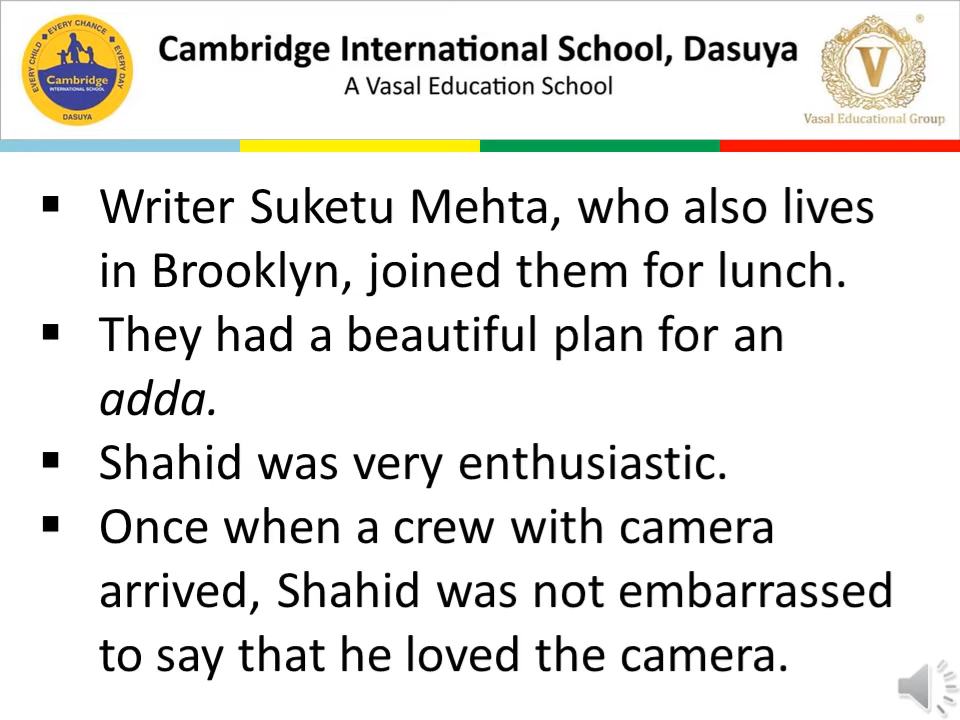 EVERY CHILD • EVERY CHANCE • EVERY DAY
Cambridge
INTERNATIONAL SCHOOL
DASUYA
Cambridge International School, Dasuya
A Vasal Education School
V
®
Vasal Educational Group
▪ Writer Suketu Mehta, who also lives
in Brooklyn, joined them for lunch.
▪ They had a beautiful plan for an
adda.
▪ Shahid was very enthusiastic.
▪ Once when a crew with camera
arrived, Shahid was not embarrassed
to say that he loved the camera.